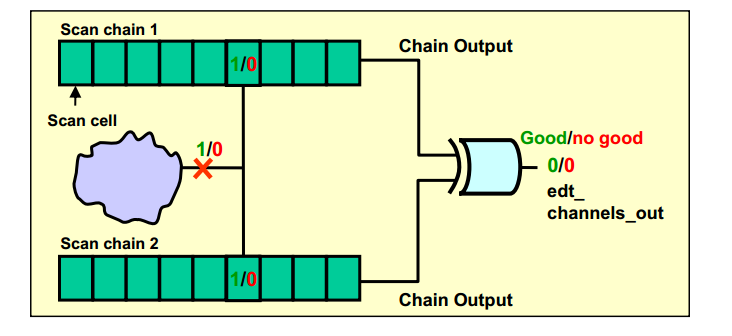 Scan chain 1
1/0
Chain Output
Scan cell
1/0
Good/no good
0/0
edt_
channels_out
Scan chain 2
1/0
Chain Output